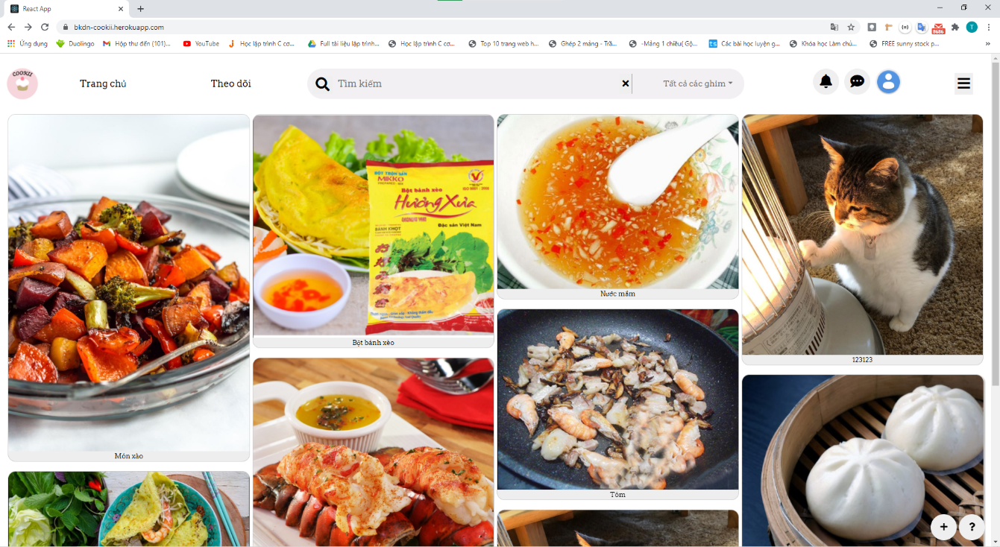 React App
bkdn-cookii.herokuapp.com
9686
T
Ứng dụng
Duolingo
Hộp thư đến (101)...
YouTube
Học lập trình C cơ...
Full tài liệu lập trình...
Học lập trình C cơ...
Top 10 trang web h...
Ghép 2 mảng - Trầ...
-Mảng 1 chiều( Gộ...
ts
Các bài học luyện g...
Khóa học Làm chủ...
FREE sunny stock p...
COOKII
Trang chủ
Theo dõi
Tìm kiếm
Tất cả các ghim
BỘT TRỘN SẴN
MIKKO
Bột bánh xèo
Hương Xưa
Đặc sản Việt Nam
BÁNH KHỌT
Món xào
Bột bánh xèo
Nước mắm
Tôm
123123
+
?